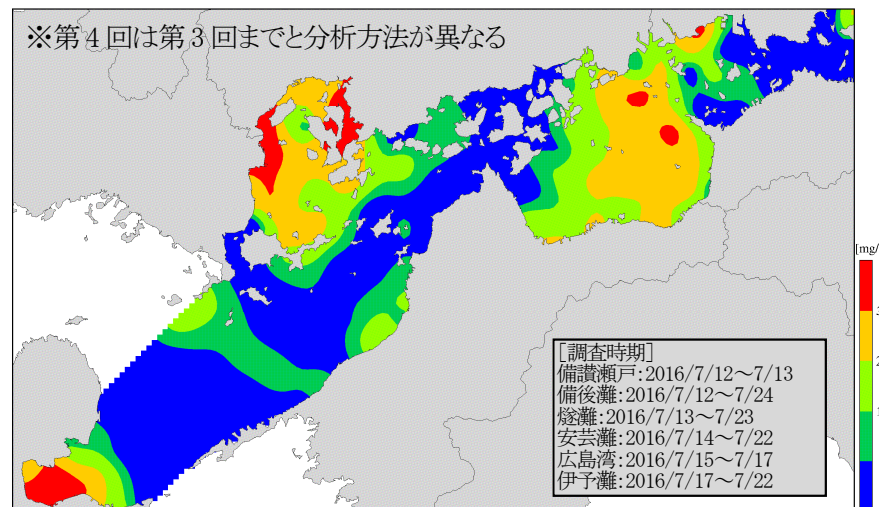 ※第4回は第3回までと分析方法が異なる
[mg/
[調査時期]
備讃瀬戸:2016/7/12～7/13
備後灘:2016/7/12～7/24
燧灘:2016/7/13～7/23
安芸灘:2016/7/14～7/22
広島湾:2016/7/15～7/17
伊予灘:2016/7/17～7/22